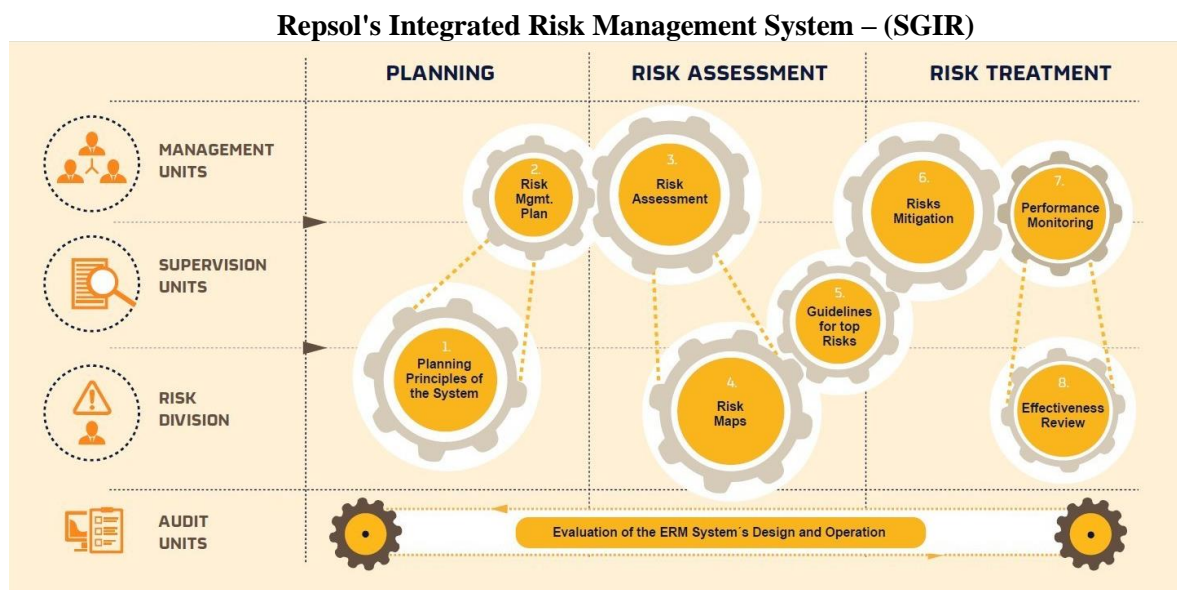 Repsol's Integrated Risk Management System – (SGIR)
PLANNING
RISK ASSESSMENT
RISK TREATMENT
MANAGEMENT
UNITS
2.
Risk
Mgmt.
Plan
3.
Risk
Assessment
6.
Risks
Mitigation
7.
Performance
Monitoring
SUPERVISION
UNITS
5.
Guidelines
for top
Risks
1.
Planning
Principles of
the System
RISK
DIVISION
4.
Risk
Maps
8.
Effectiveness
Review
AUDIT
UNITS
Evaluation of the ERM System´s Design and Operation